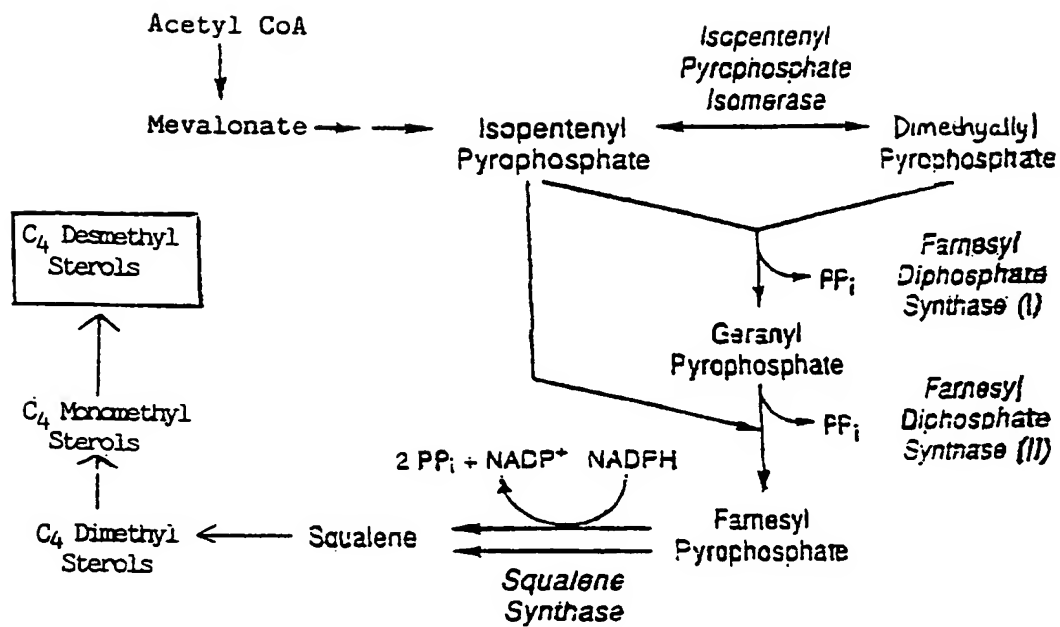 Acetyl CoA
Mevalonate
Isopentenyl
Pyrophosphate
Isopentenyl
Pyrophosphate
Isomerase
Dimethyallyl
Pyrophosphate
PPi
Farnesyl
Diphosphate
Synthase (I)
Geranyl
Pyrophosphate
PPi
Farnesyl
Diphosphate
Synthase (II)
Farnesyl
Pyrophosphate
2 PPi + NADP+ NADPH
Squalene
Synthase
Squalene
C4 Dimethyl
Sterols
C4 Monomethyl
Sterols
C4 Desmethyl
Sterols